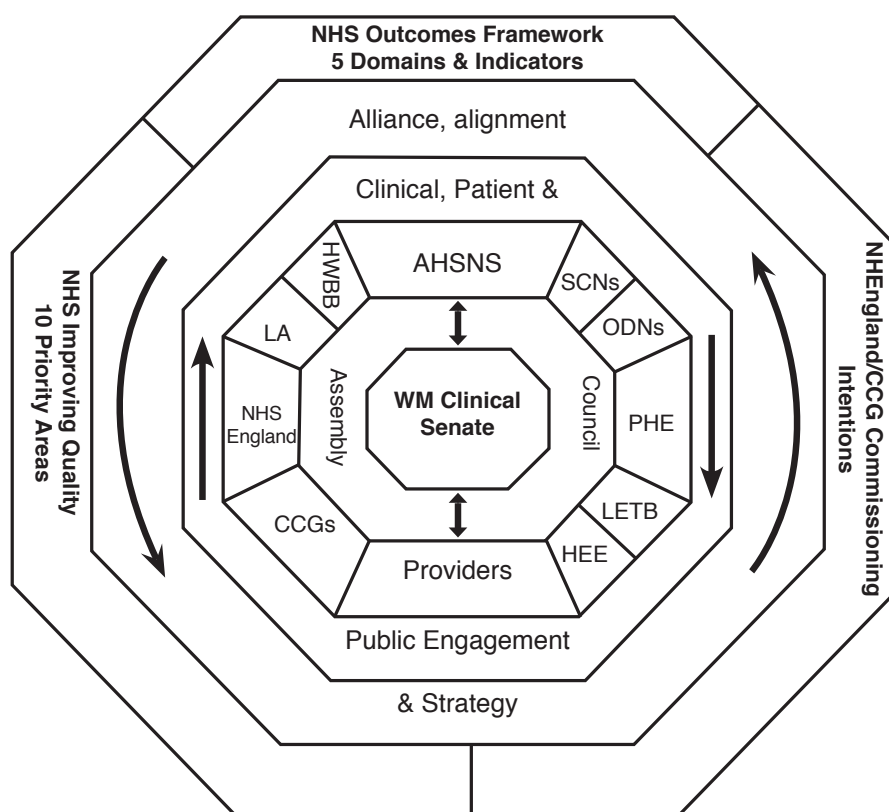 NHS Outcomes Framework
5 Domains & Indicators
Alliance, alignment
Clinical, Patient &
HWBB
AHSNS
SCNs
LA
ODNs
NHS Improving Quality
10 Priority Areas
NHS
England
Assembly
WM Clinical
Senate
Council
PHE
NHEngland/CCG Commissioning
Intentions
CCGs
LETB
Providers
HEE
Public Engagement
& Strategy